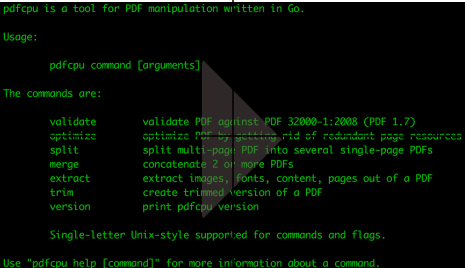 pdfcpu is a tool for PDF manipulation written in Go.
Usage:
pdfcpu command [arguments]
The commands are:
validate validate PDF against PDF 32000-1:2008 (PDF 1.7)
optimize optimize PDF by getting rid of redundant page resources
split split multi-page PDF into several single-page PDFs
merge concatenate 2 or more PDFs
extract extract images, fonts, content, pages out of a PDF
trim create trimmed version of a PDF
version print pdfcpu version
Single-letter Unix-style supported for commands and flags.
Use "pdfcpu help [command]" for more information about a command.